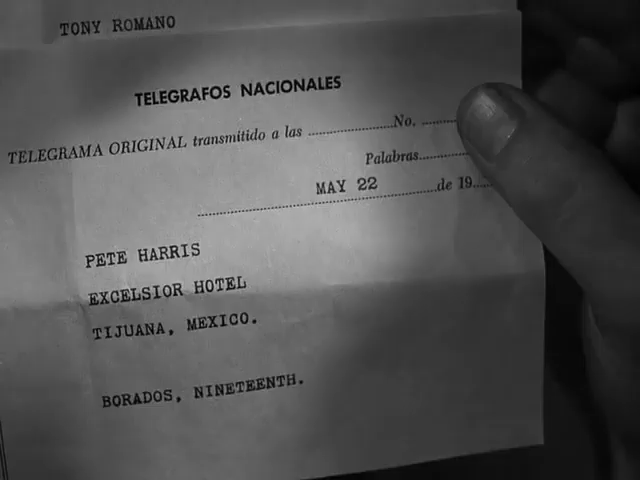 TONY ROMANO
TELEGRAFOS NACIONALES
TELEGRAMA ORIGINAL transmitido a las ....................No. ........
Palabras............
MAY 22 ............de 19.....
PETE HARRIS
EXCELSIOR HOTEL
TIJUANA, MEXICO.
BORADOS, NINETEENTH.